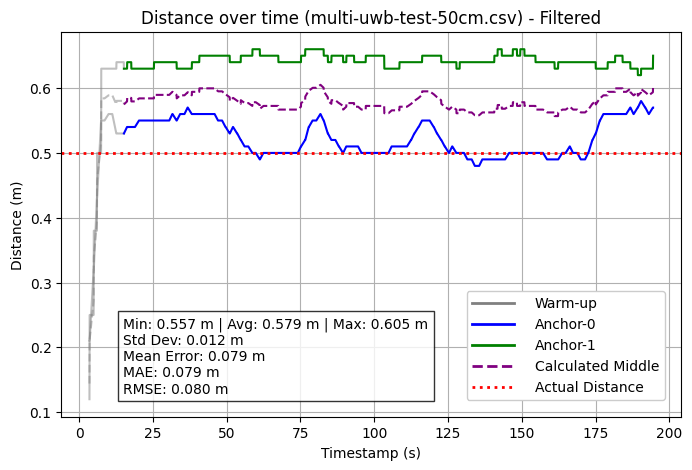 Distance over time (multi-uwb-test-50cm.csv) - Filtered
Distance (m)
0.6
0.5
0.4
0.3
0.2
0.1
Min: 0.557 m | Avg: 0.579 m | Max: 0.605 m
Std Dev: 0.012 m
Mean Error: 0.079 m
MAE: 0.079 m
RMSE: 0.080 m
Warm-up
Anchor-0
Anchor-1
Calculated Middle
Actual Distance
0 25 50 75 100 125 150 175 200
Timestamp (s)